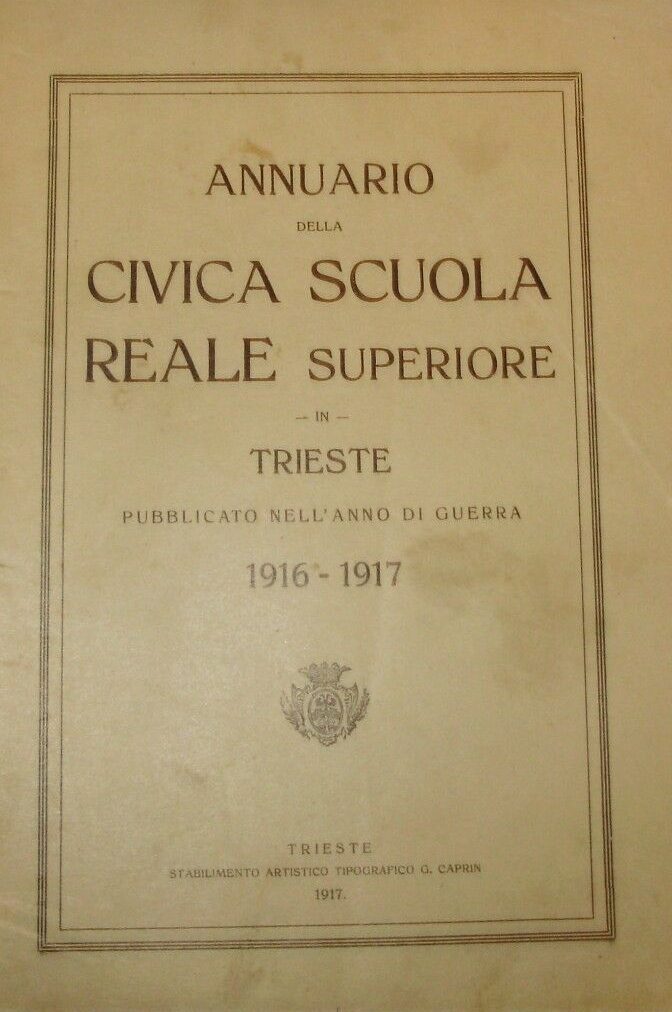 ANNUARIO
DELLA
CIVICA SCUOLA
REALE SUPERIORE
— IN —
TRIESTE
PUBBLICATO NELL'ANNO DI GUERRA
1916 - 1917
TRIESTE
STABILIMENTO ARTISTICO TIPOGRAFICO G. CAPRIN
1917.